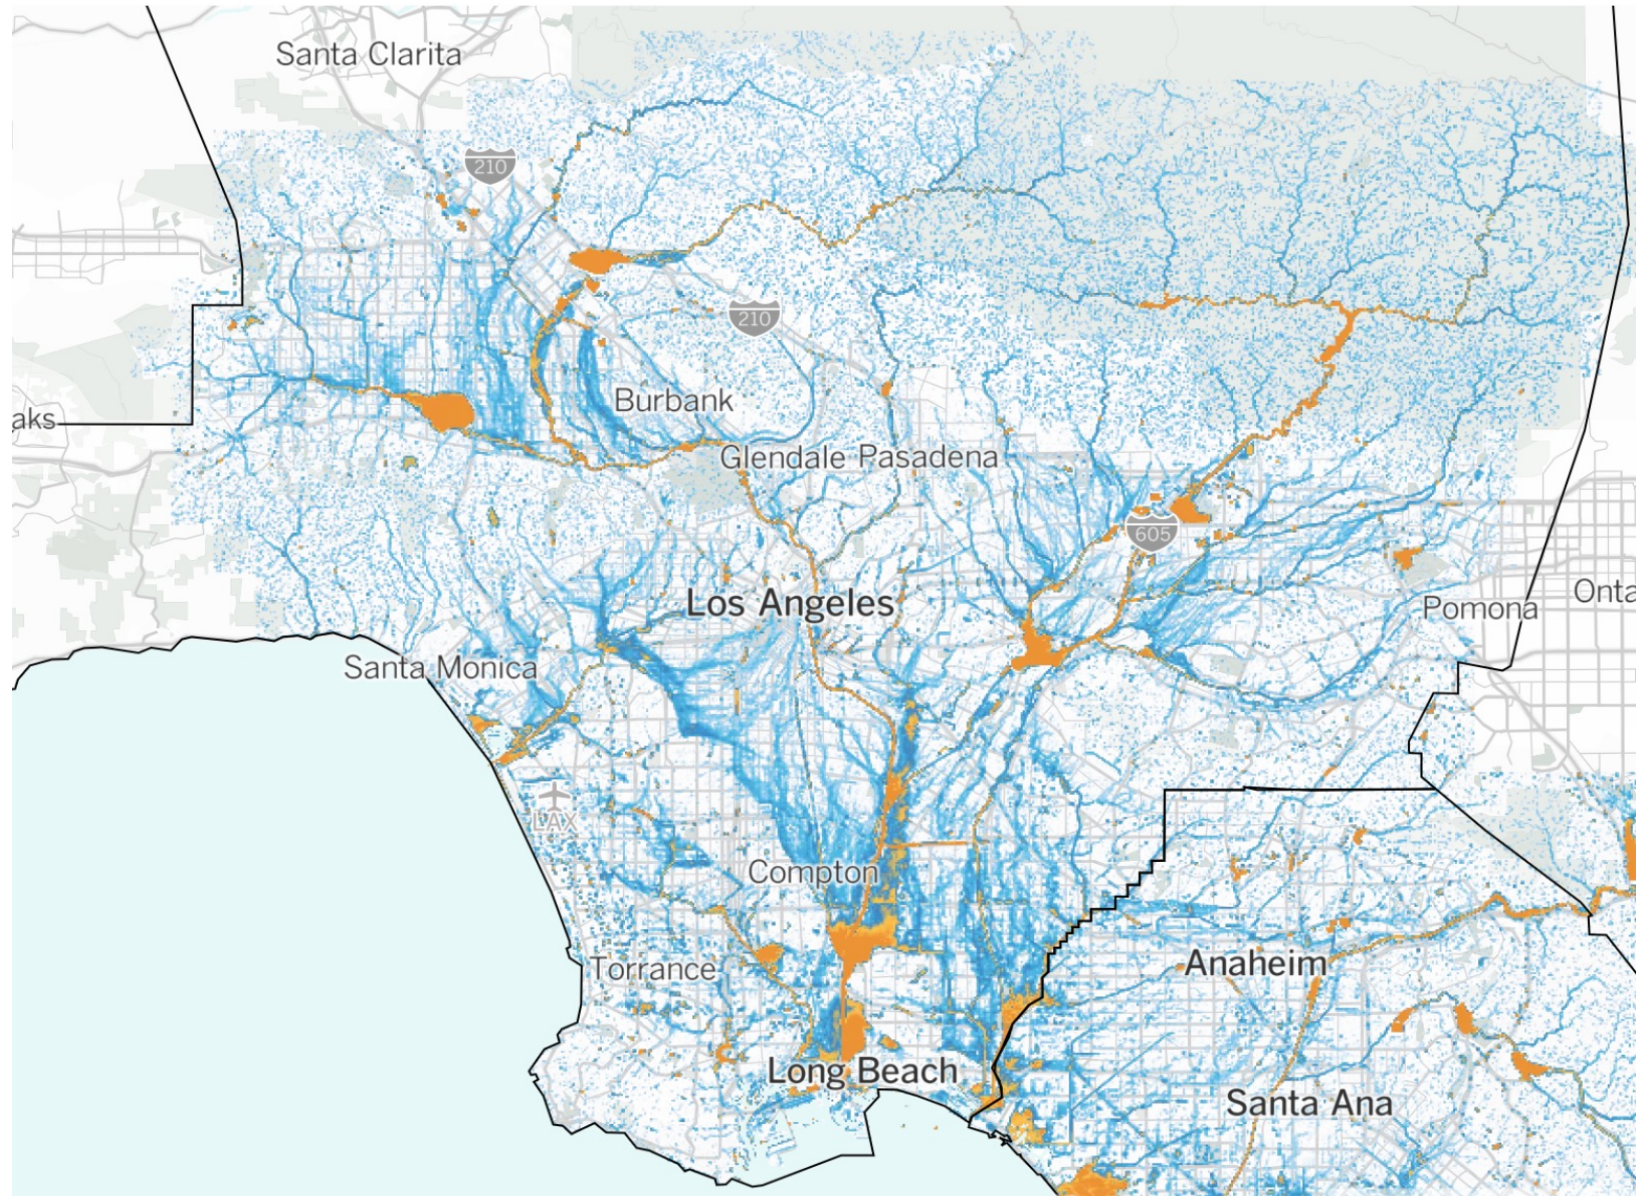 Santa Clarita
210
210
aks
Burbank
Glendale
Pasadena
605
Onta
Pomona
Los Angeles
Santa Monica
LAX
Compton
Torrance
Anaheim
Long Beach
Santa Ana